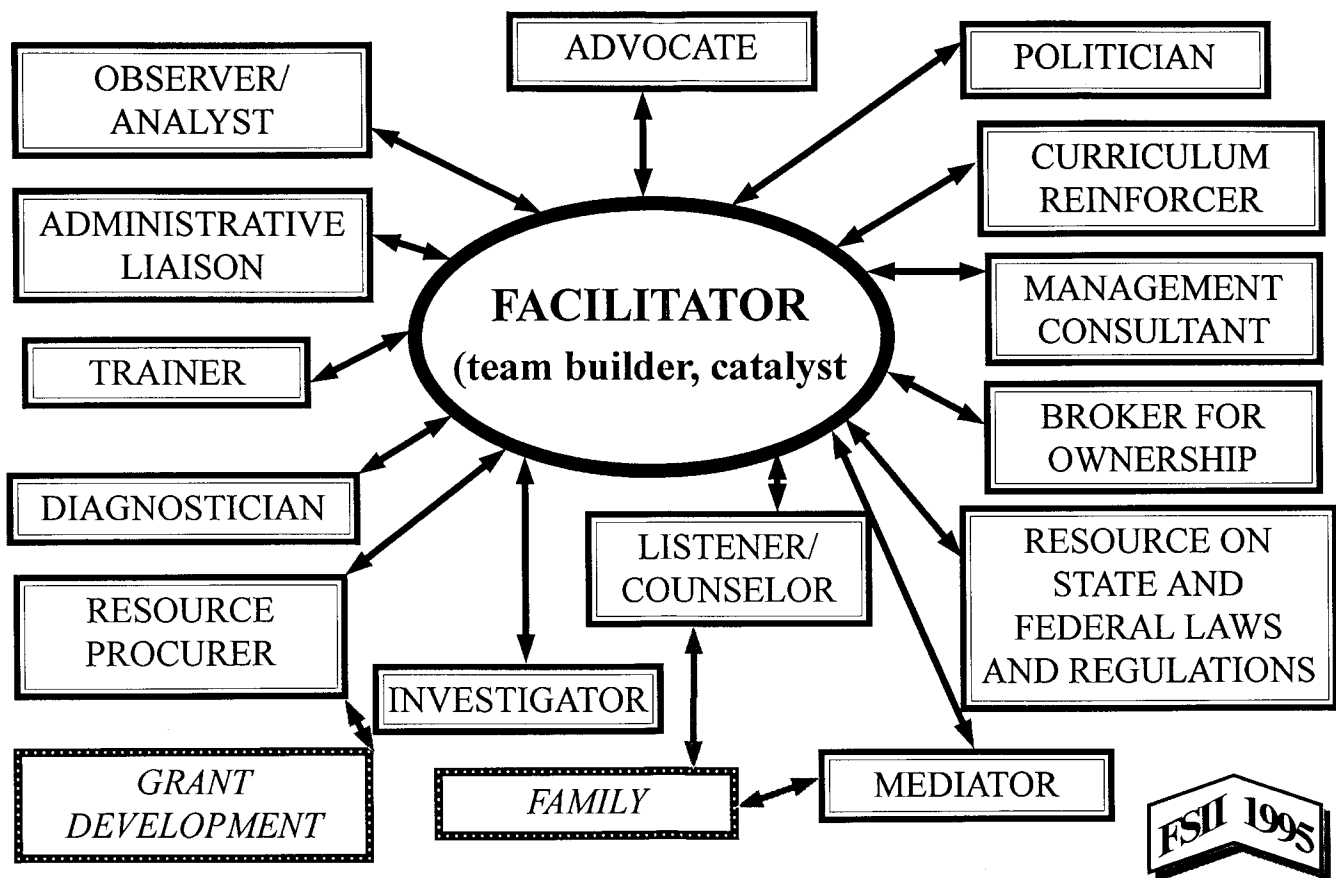 ADVOCATE
POLITICIAN
OBSERVER/
ANALYST
CURRICULUM
REINFORCER
ADMINISTRATIVE
LIAISON
MANAGEMENT
CONSULTANT
FACILITATOR
(team builder, catalyst
TRAINER
BROKER FOR
OWNERSHIP
DIAGNOSTICIAN
LISTENER/
COUNSELOR
RESOURCE ON
STATE AND
FEDERAL LAWS
AND REGULATIONS
RESOURCE
PROCURER
INVESTIGATOR
GRANT
DEVELOPMENT
FAMILY
MEDIATOR
FSII 1995